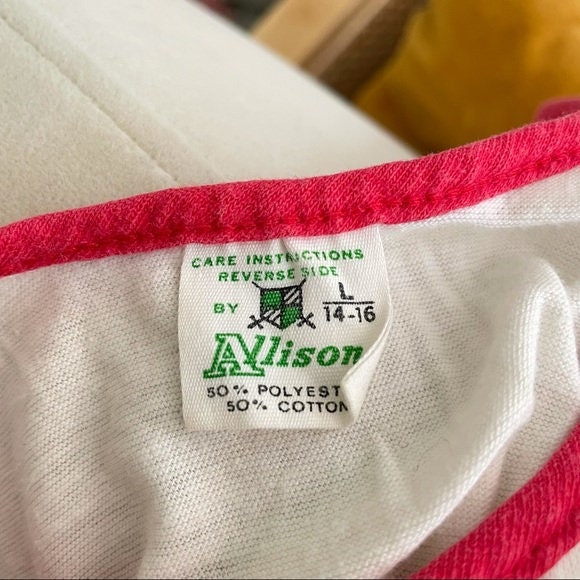 CARE INSTRUCTIONS
REVERSE SIDE
BY L
14-16
Allison
50% POLYEST
50% COTTON